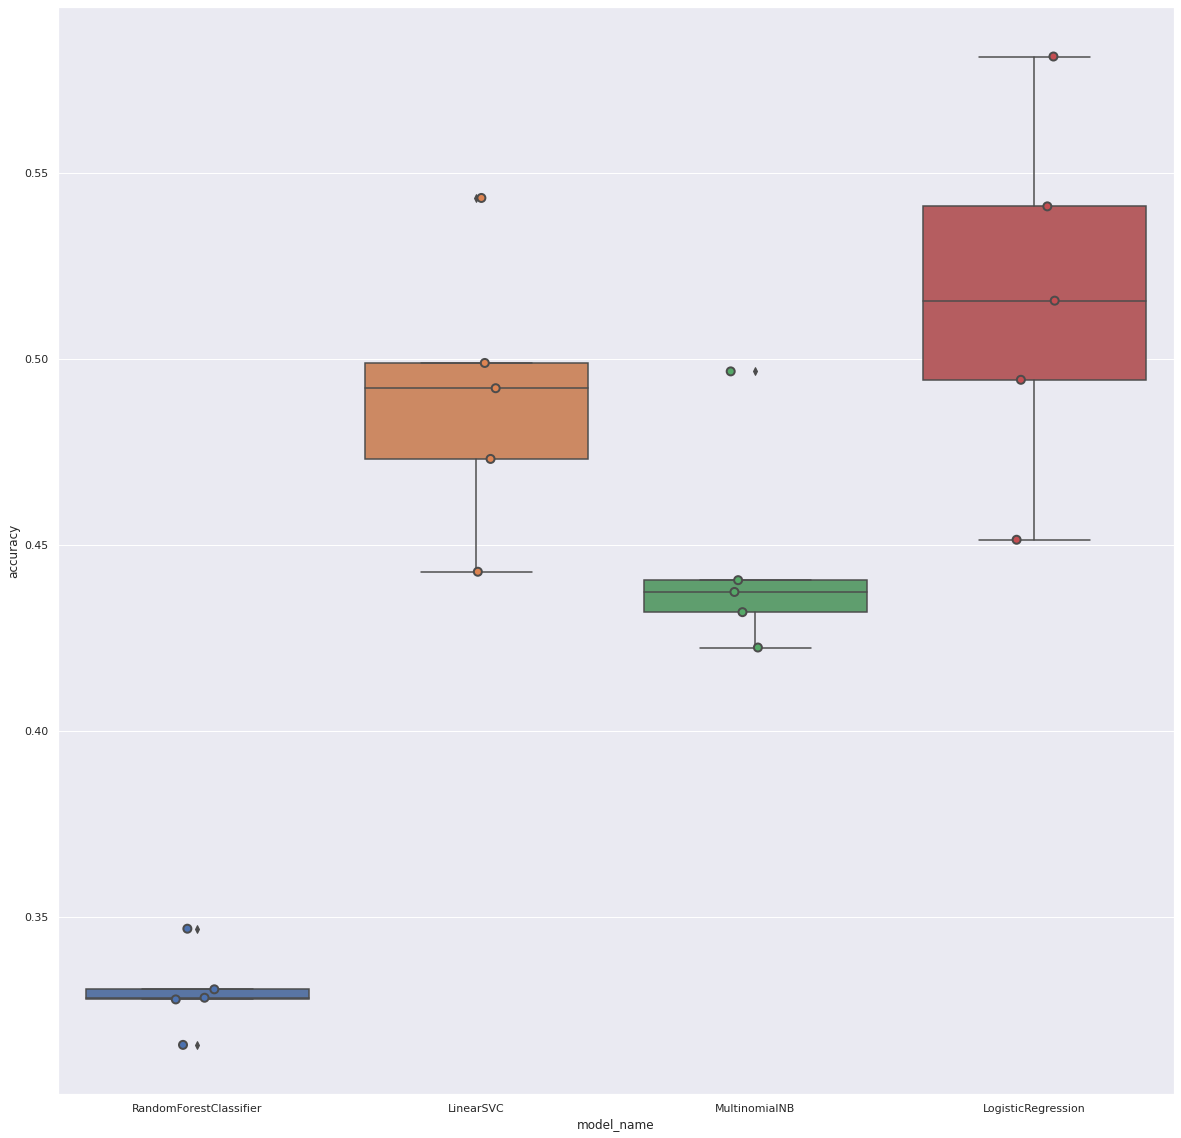 accuracy
0.55
0.50
0.45
0.40
0.35
RandomForestClassifier
LinearSVC
MultinomialNB
LogisticRegression
model_name